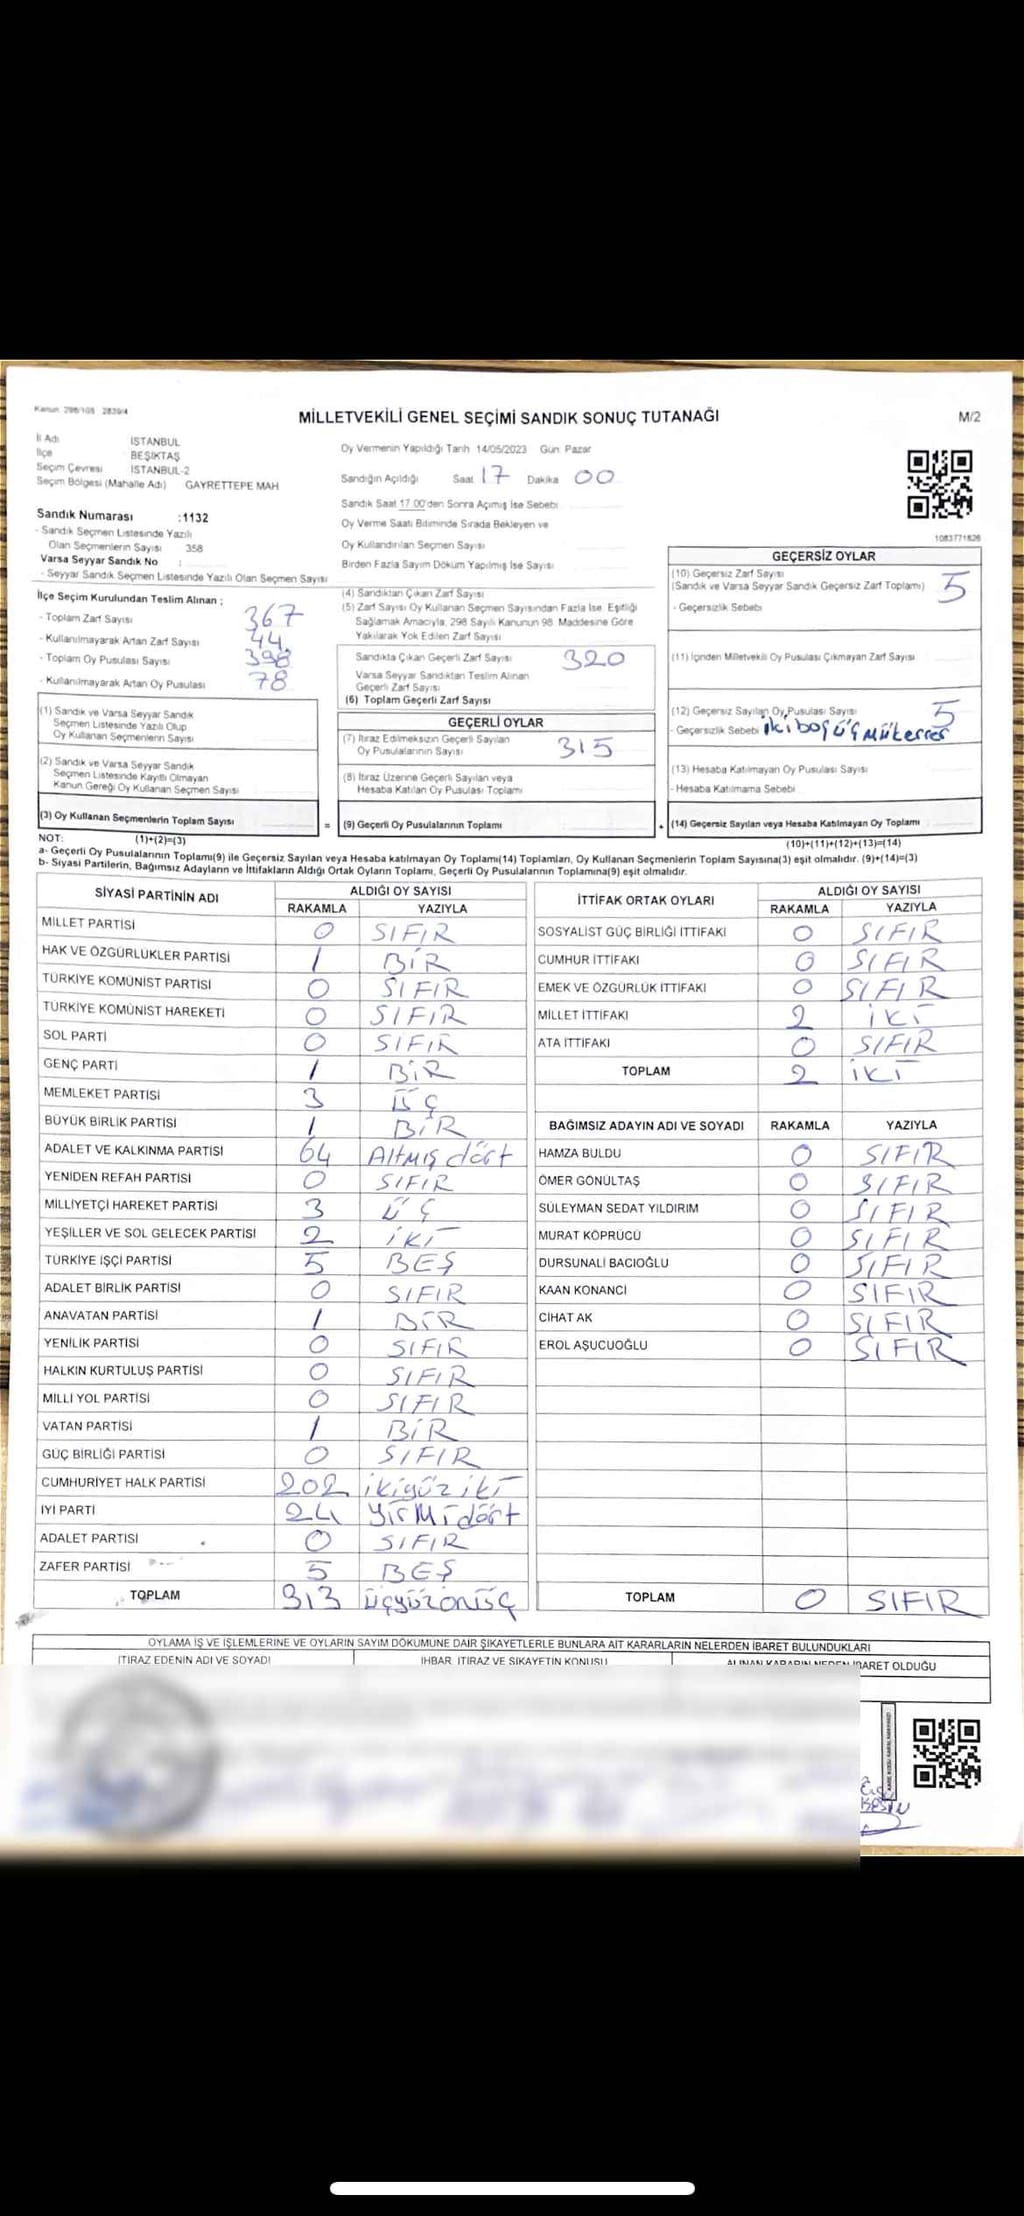 Kanun: 298/105 2839/4
MİLLETVEKİLİ GENEL SEÇİMİ SANDIK SONUÇ TUTANAĞI
M/2
İl Adı İSTANBUL
İlçe BEŞİKTAŞ
Seçim Çevresi İSTANBUL-2
Seçim Bölgesi (Mahalle Adı) GAYRETTEPE MAH
Sandık Numarası :1132
- Sandık Seçmen Listesinde Yazılı
Olan Seçmenlerin Sayısı 358
Varsa Seyyar Sandık No :
- Seyyar Sandık Seçmen Listesinde Yazılı Olan Seçmen Sayısı
İlçe Seçim Kurulundan Teslim Alınan ;
- Toplam Zarf Sayısı 367
- Kullanılmayarak Artan Zarf Sayısı 44
- Toplam Oy Pusulası Sayısı 398
- Kullanılmayarak Artan Oy Pusulası 78
(1) Sandık ve Varsa Seyyar Sandık
Seçmen Listesinde Yazılı Olup
Oy Kullanan Seçmenlerin Sayısı
(2) Sandık ve Varsa Seyyar Sandık
Seçmen Listesinde Kayıtlı Olmayan
Kanun Gereği Oy Kullanan Seçmen Sayısı
(3) Oy Kullanan Seçmenlerin Toplam Sayısı
Oy Vermenin Yapıldığı Tarih 14/05/2023 Gün Pazar
Sandığın Açıldığı Saat 17 Dakika 00
Sandık Saat 17.00'den Sonra Açımış İse Sebebi
Oy Verme Saati Bitiminde Sırada Bekleyen ve
Oy Kullandırılan Seçmen Sayısı
Birden Fazla Sayım Döküm Yapılmış İse Sayısı
(4) Sandıktan Çıkan Zarf Sayısı
(5) Zarf Sayısı Oy Kullanan Seçmen Sayısından Fazla İse, Eşitliği
Sağlamak Amacıyla, 298 Sayılı Kanunun 98. Maddesine Göre
Yakılarak Yok Edilen Zarf Sayısı
Sandıkta Çıkan Geçerli Zarf Sayısı 320
Varsa Seyyar Sandıktan Teslim Alınan
Geçerli Zarf Sayısı
(6) Toplam Geçerli Zarf Sayısı
GEÇERLİ OYLAR
(7) İtiraz Edilmeksizin Geçerli Sayılan
Oy Pusulalarının Sayısı 315
(8) İtiraz Üzerine Geçerli Sayılan veya
Hesaba Katılan Oy Pusulası Toplamı
= (9) Geçerli Oy Pusulalarının Toplamı
1083771826
GEÇERSİZ OYLAR
(10) Geçersiz Zarf Sayısı
(Sandık ve Varsa Seyyar Sandık Geçersiz Zarf Toplamı) 5
- Geçersizlik Sebebi
(11) İçinden Milletvekili Oy Pusulası Çıkmayan Zarf Sayısı
(12) Geçersiz Sayılan Oy Pusulası Sayısı 5
- Geçersizlik Sebebi iki boş üç mükerrer
(13) Hesaba Katılmayan Oy Pusulası Sayısı
- Hesaba Katılmama Sebebi
+ (14) Geçersiz Sayılan veya Hesaba Katılmayan Oy Toplamı
NOT: (1)+(2)=(3) (10)+(11)+(12)+(13)=(14)
a- Geçerli Oy Pusulalarının Toplamı(9) ile Geçersiz Sayılan veya Hesaba katılmayan Oy Toplamı(14) Toplamları, Oy Kullanan Seçmenlerin Toplam Sayısına(3) eşit olmalıdır. (9)+(14)=(3)
b- Siyasi Partilerin, Bağımsız Adayların ve İttifakların Aldığı Ortak Oyların Toplamı, Geçerli Oy Pusulalarının Toplamına(9) eşit olmalıdır.
SİYASİ PARTİNİN ADI ALDIĞI OY SAYISI
RAKAMLA YAZIYLA
MİLLET PARTİSİ 0 SIFIR
HAK VE ÖZGÜRLÜKLER PARTİSİ 1 BİR
TÜRKİYE KOMÜNİST PARTİSİ 0 SIFIR
TÜRKİYE KOMÜNİST HAREKETİ 0 SIFIR
SOL PARTİ 0 SIFIR
GENÇ PARTİ 1 BİR
MEMLEKET PARTİSİ 3 ÜÇ
BÜYÜK BİRLİK PARTİSİ 1 BİR
ADALET VE KALKINMA PARTİSİ 64 Altmış dört
YENİDEN REFAH PARTİSİ 0 SIFIR
MİLLİYETÇİ HAREKET PARTİSİ 3 ÜÇ
YEŞİLLER VE SOL GELECEK PARTİSİ 2 İKİ
TÜRKİYE İŞÇİ PARTİSİ 5 BEŞ
ADALET BİRLİK PARTİSİ 0 SIFIR
ANAVATAN PARTİSİ 1 BİR
YENİLİK PARTİSİ 0 SIFIR
HALKIN KURTULUŞ PARTİSİ 0 SIFIR
MİLLİ YOL PARTİSİ 0 SIFIR
VATAN PARTİSİ 1 BİR
GÜÇ BİRLİĞİ PARTİSİ 0 SIFIR
CUMHURİYET HALK PARTİSİ 202 ikiyüz iki
İYİ PARTİ 24 yirmi dört
ADALET PARTİSİ 0 SIFIR
ZAFER PARTİSİ 5 BEŞ
TOPLAM 313 üçyüzonüç
İTTİFAK ORTAK OYLARI ALDIĞI OY SAYISI
RAKAMLA YAZIYLA
SOSYALİST GÜÇ BİRLİĞİ İTTİFAKI 0 SIFIR
CUMHUR İTTİFAKI 0 SIFIR
EMEK VE ÖZGÜRLÜK İTTİFAKI 0 SIFIR
MİLLET İTTİFAKI 2 İKİ
ATA İTTİFAKI 0 SIFIR
TOPLAM 2 İKİ
BAĞIMSIZ ADAYIN ADI VE SOYADI RAKAMLA YAZIYLA
HAMZA BULDU 0 SIFIR
ÖMER GÖNÜLTAŞ 0 SIFIR
SÜLEYMAN SEDAT YILDIRIM 0 SIFIR
MURAT KÖPRÜCÜ 0 SIFIR
DURSUNALİ BACIOĞLU 0 SIFIR
KAAN KONANCİ 0 SIFIR
CİHAT AK 0 SIFIR
EROL AŞUCUOĞLU 0 SIFIR
TOPLAM 0 SIFIR
OYLAMA İŞ VE İŞLEMLERİNE VE OYLARIN SAYIM DÖKÜMÜNE DAİR ŞİKAYETLERLE BUNLARA AİT KARARLARIN NELERDEN İBARET BULUNDUKLARI
İTİRAZ EDENİN ADI VE SOYADI İHBAR, İTİRAZ VE ŞİKAYETİN KONUSU ALINAN KARARIN NEDEN İBARET OLDUĞU